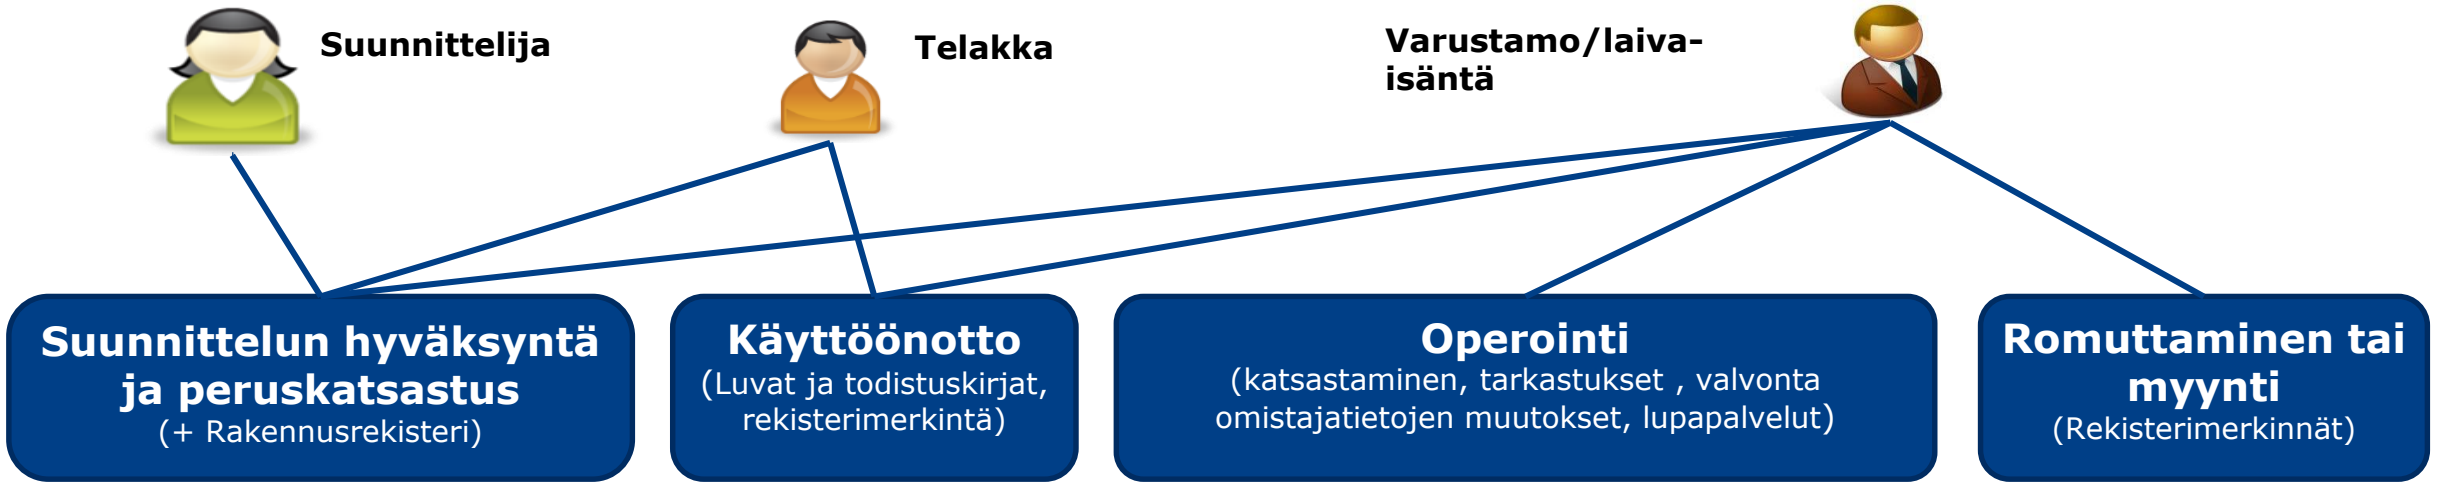 Suunnittelija
Telakka
Varustamo/laiva-
isäntä
Suunnittelun hyväksyntä
ja peruskatsastus
(+ Rakennusrekisteri)
Käyttöönotto
(Luvat ja todistuskirjat,
rekisterimerkintä)
Operointi
(katsastaminen, tarkastukset , valvonta
omistajatietojen muutokset, lupapalvelut)
Romuttaminen tai
myynti
(Rekisterimerkinnät)